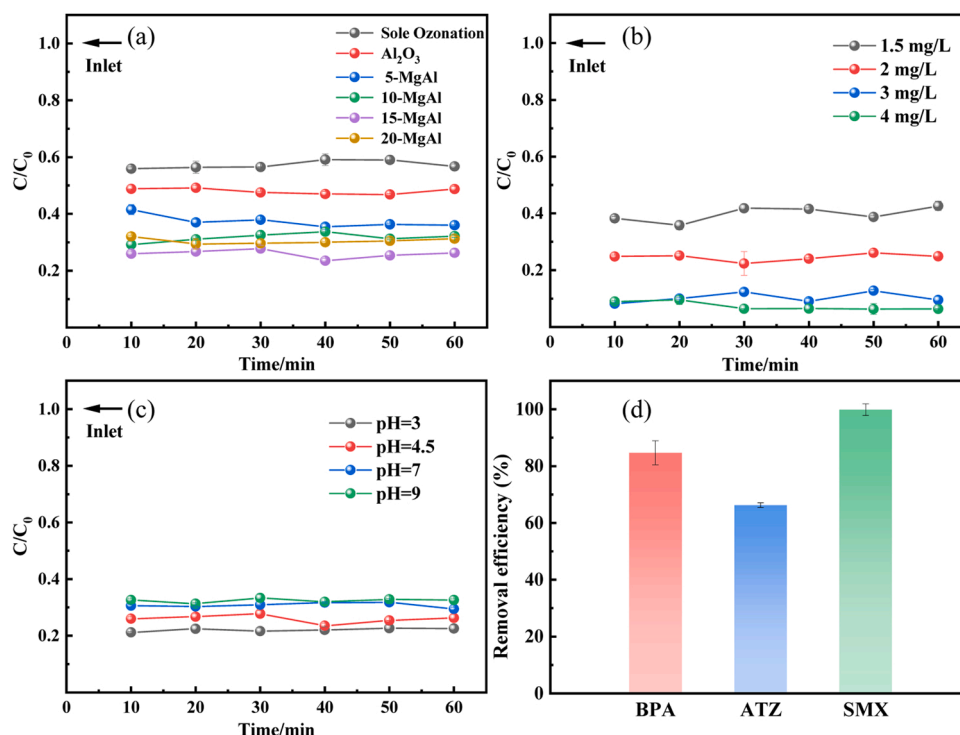 (a)
1.0
0.8
0.6
0.4
0.2
C/C₀
Inlet
Sole Ozonation
Al₂O₃
5-MgAl
10-MgAl
15-MgAl
20-MgAl
0 10 20 30 40 50 60
Time/min
(b)
1.0
0.8
0.6
0.4
0.2
C/C₀
Inlet
1.5 mg/L
2 mg/L
3 mg/L
4 mg/L
0 10 20 30 40 50 60
Time/min
(c)
1.0
0.8
0.6
0.4
0.2
C/C₀
Inlet
pH=3
pH=4.5
pH=7
pH=9
0 10 20 30 40 50 60
Time/min
(d)
100
80
60
40
20
0
Removal efficiency (%)
BPA ATZ SMX